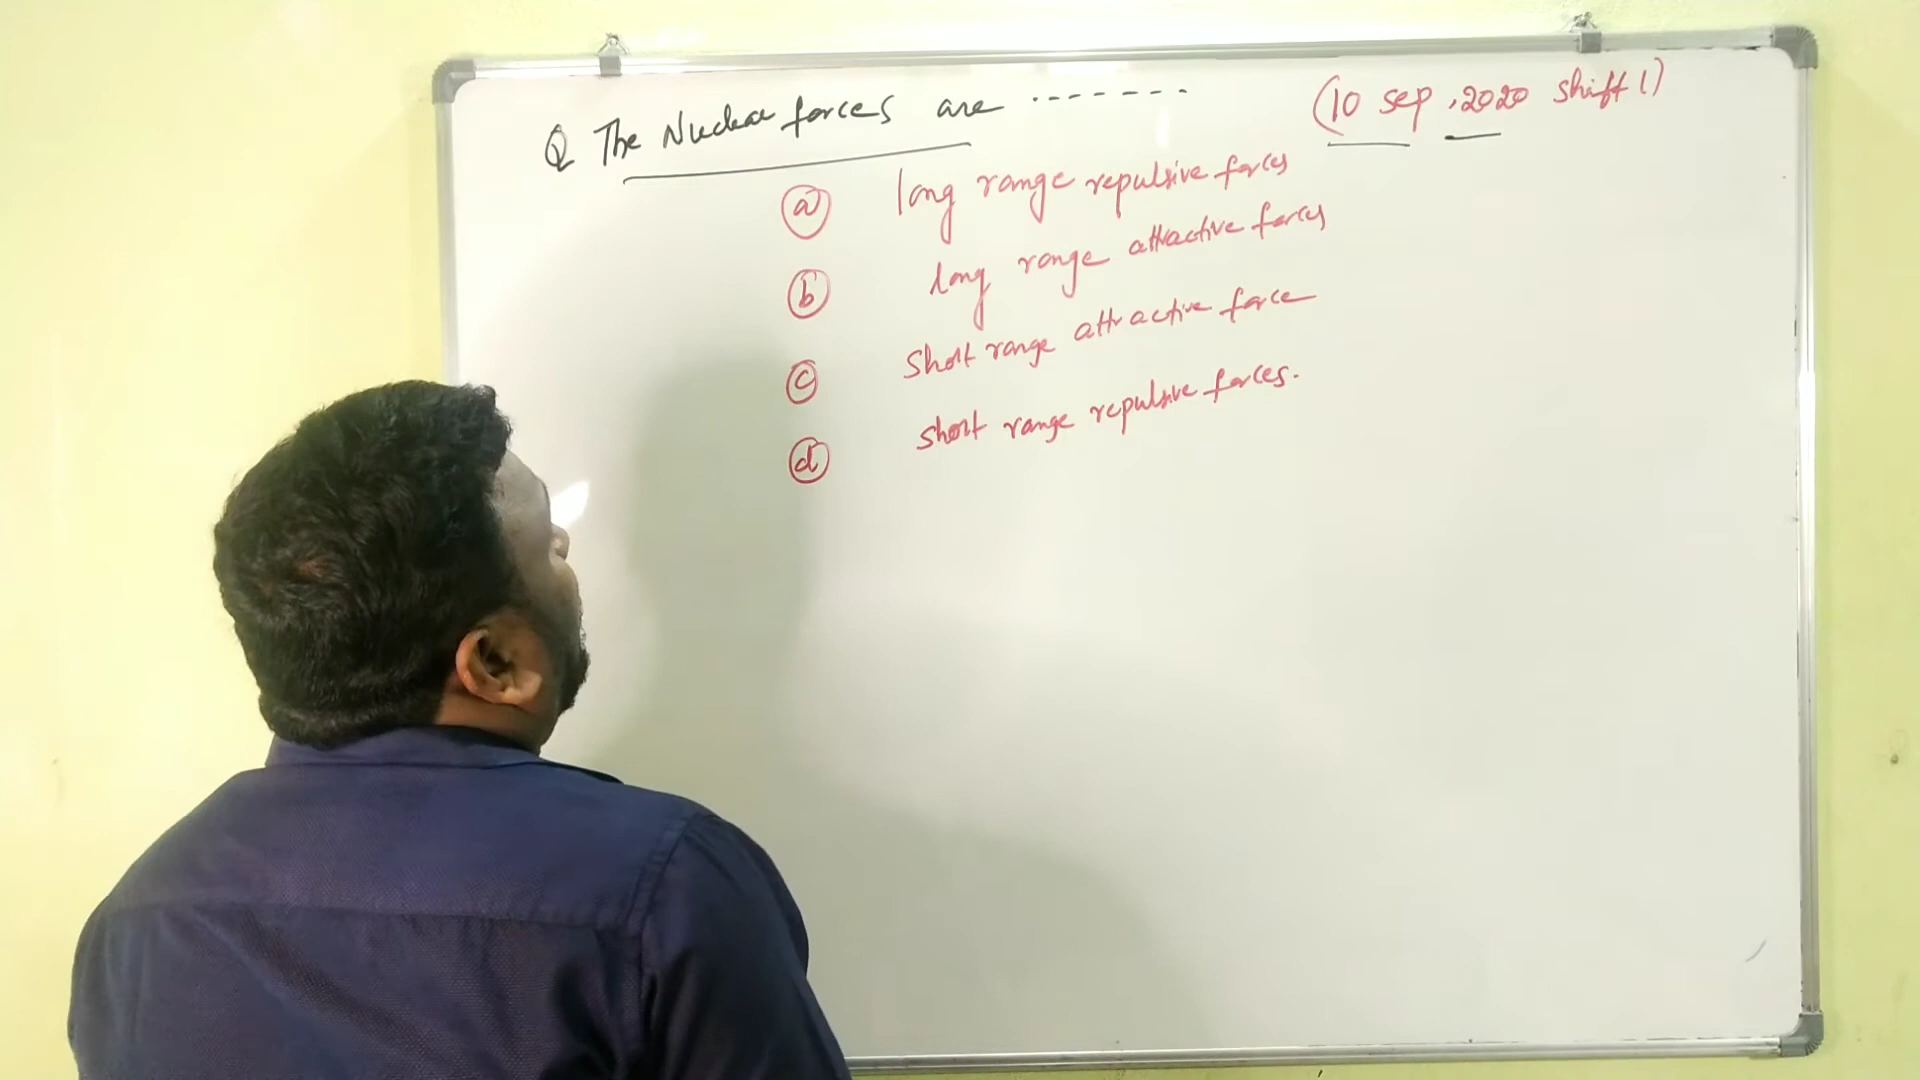 Q The Nuclear forces are -------
(10 sep, 2020 shift 1)
(a) long range repulsive forces
(b) long range attractive forces
(c) Short range attractive force
(d) short range repulsive forces.